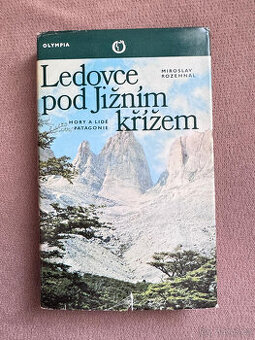 OLYMPIA
MIROSLAV
ROZEHNAL
Ledovce
pod Jižním
křížem
HORY A LIDÉ
PATAGONIE